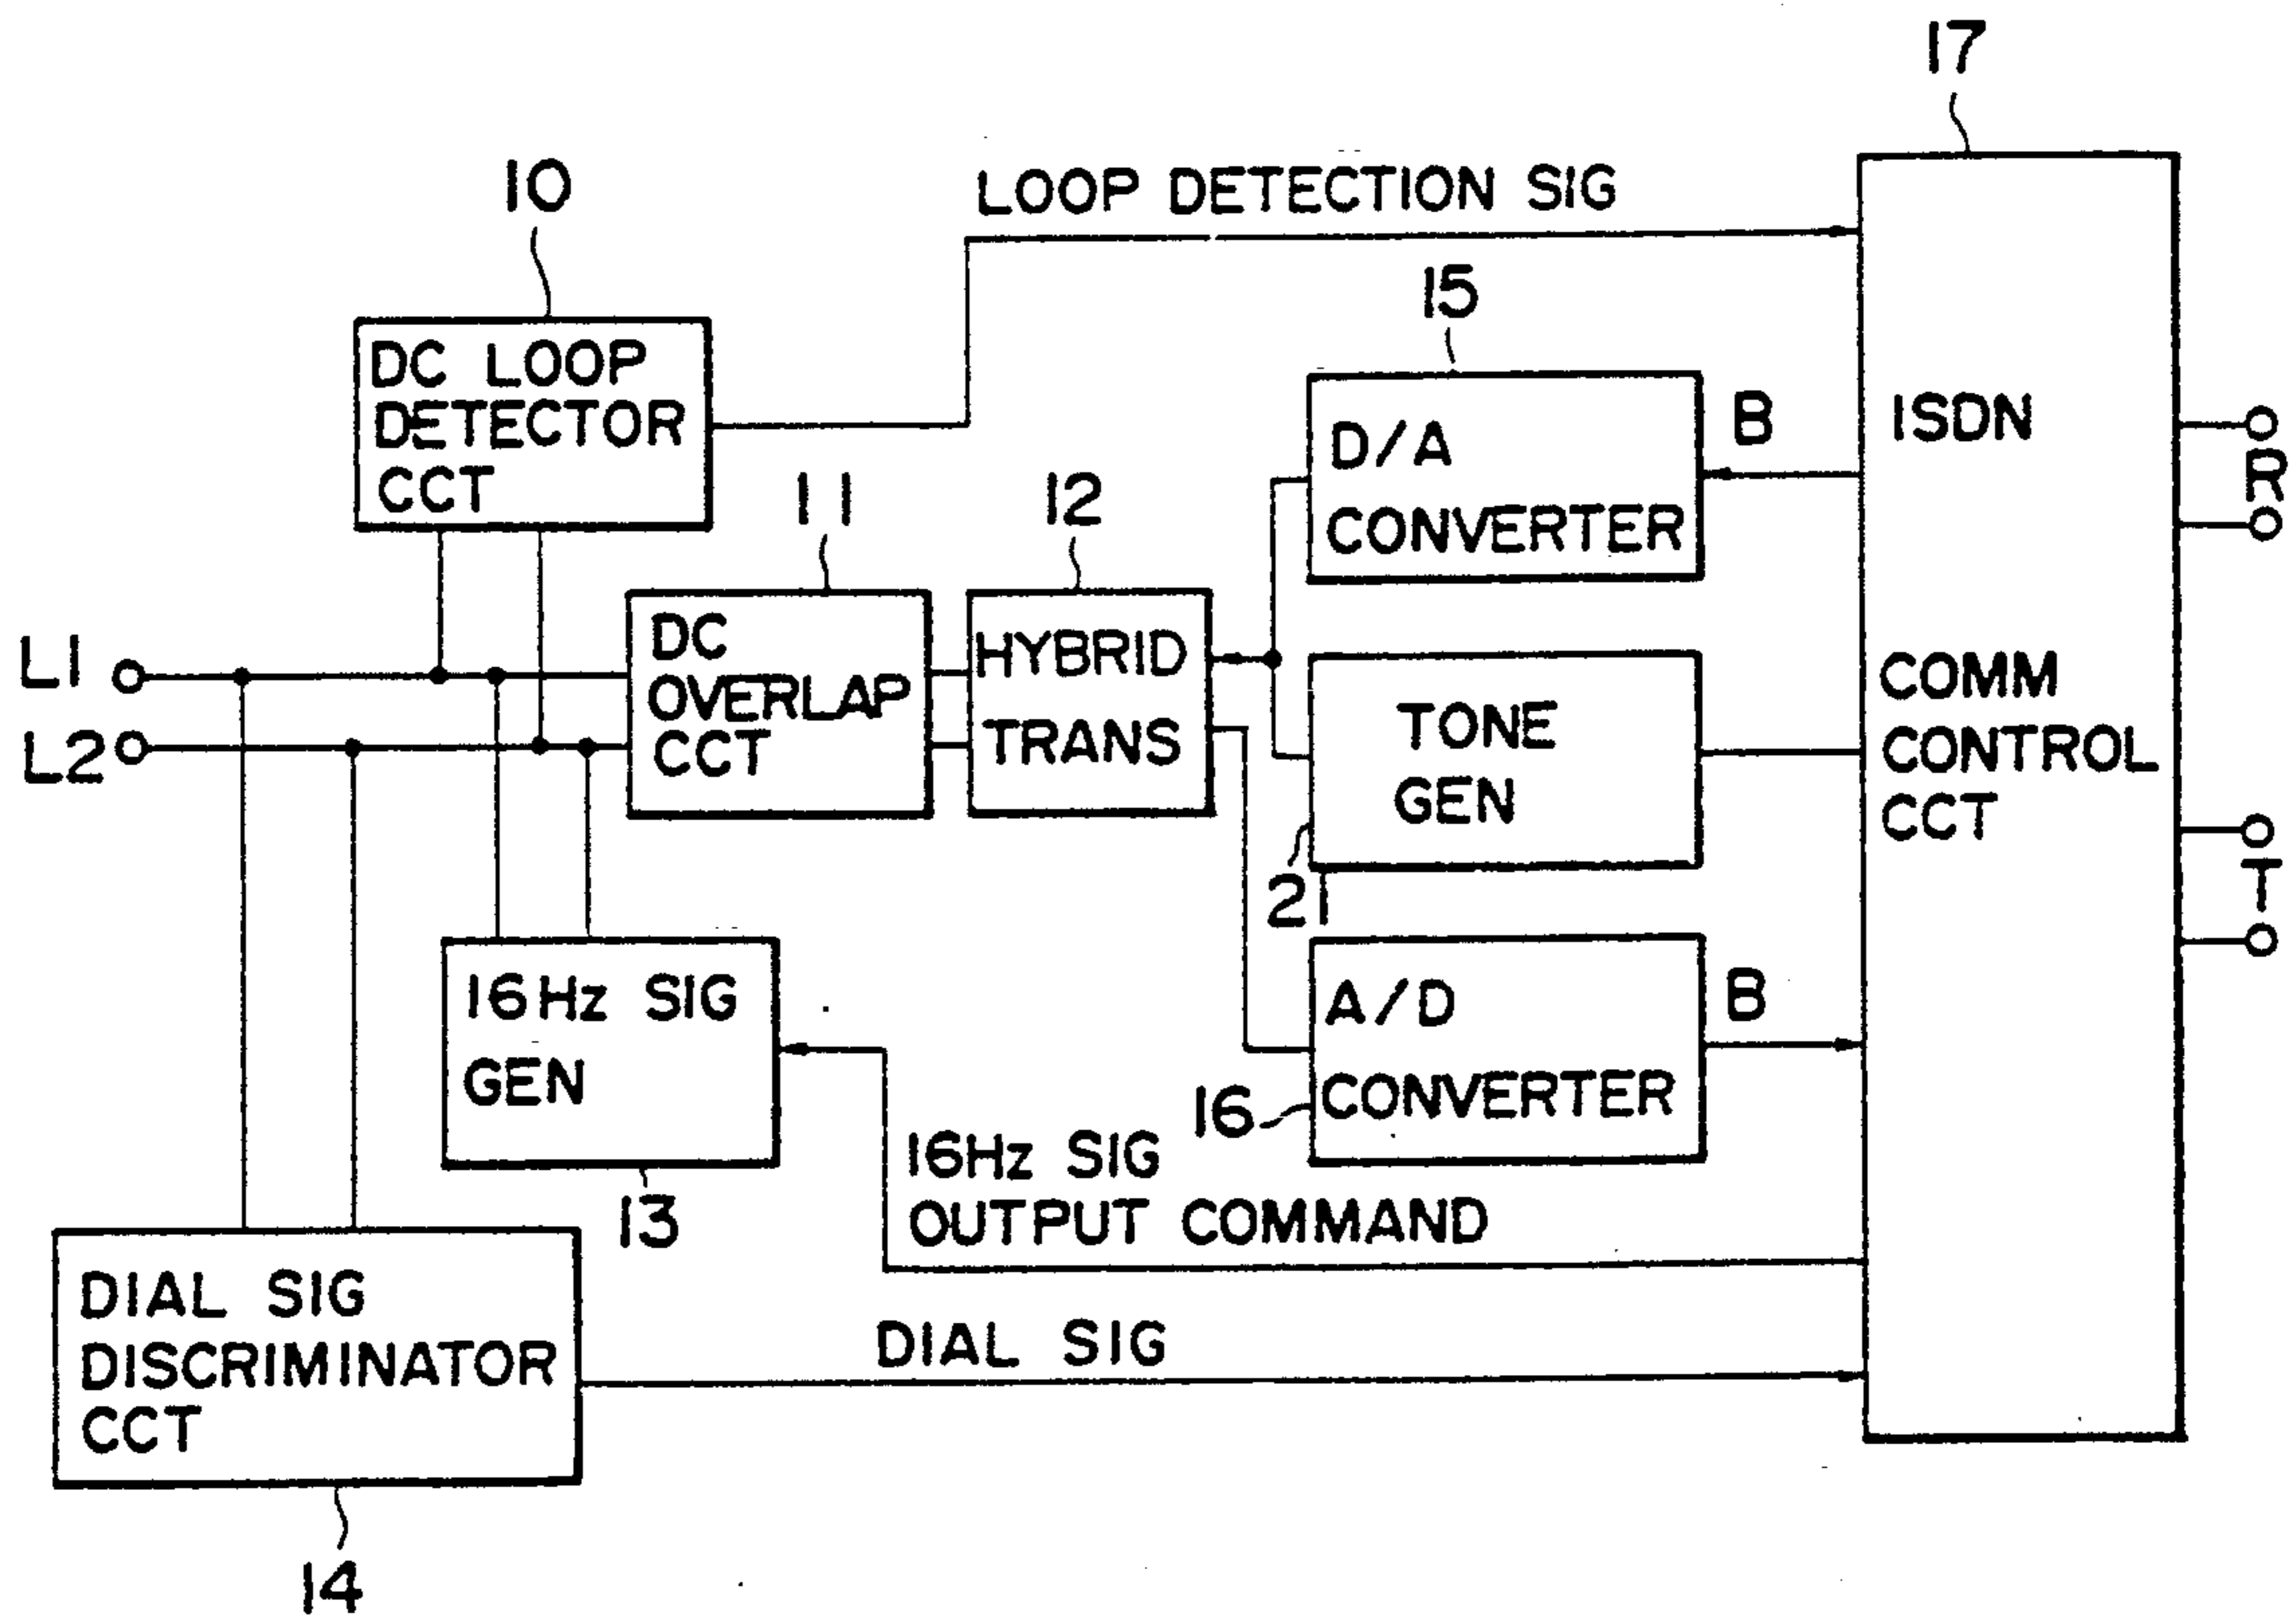 17
10
LOOP DETECTION SIG
15
DC LOOP
DETECTOR
CCT
11
12
D/A
CONVERTER
B
ISDN
R
L1
L2
DC
OVERLAP
CCT
HYBRID
TRANS
TONE
GEN
21
COMM
CONTROL
CCT
T
16Hz SIG
GEN
13
A/D
CONVERTER
16
B
16Hz SIG
OUTPUT COMMAND
DIAL SIG
DISCRIMINATOR
CCT
14
DIAL SIG